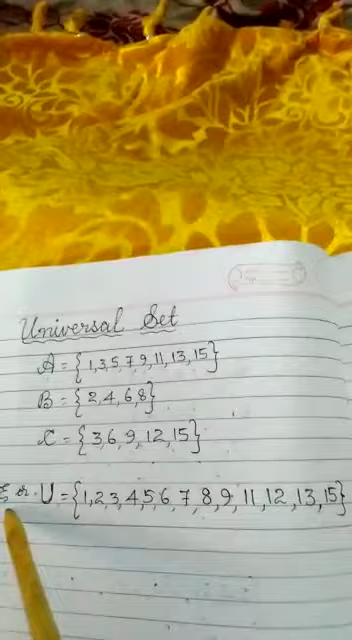 Universal Set
A = {1,3,5,7,9,11,13,15}
B = {2,4,6,8}
C = {3,6,9,12,15}
ξ or. U = {1,2,3,4,5,6,7,8,9,11,12,13,15}